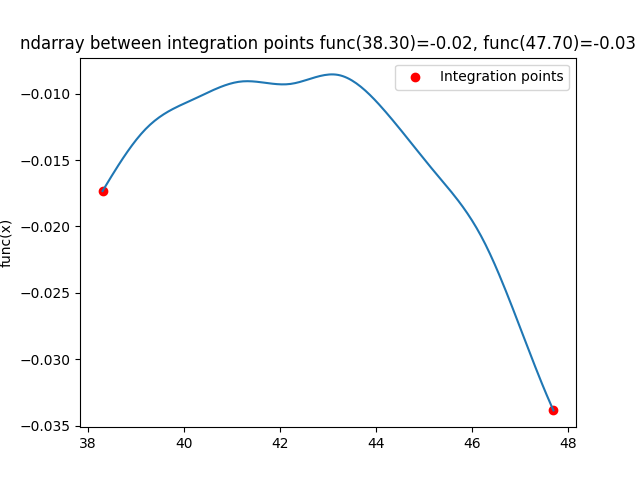 ndarray between integration points func(38.30)=-0.02, func(47.70)=-0.03
Integration points
−0.010
−0.015
−0.020
−0.025
−0.030
−0.035
func(x)
38 40 42 44 46 48